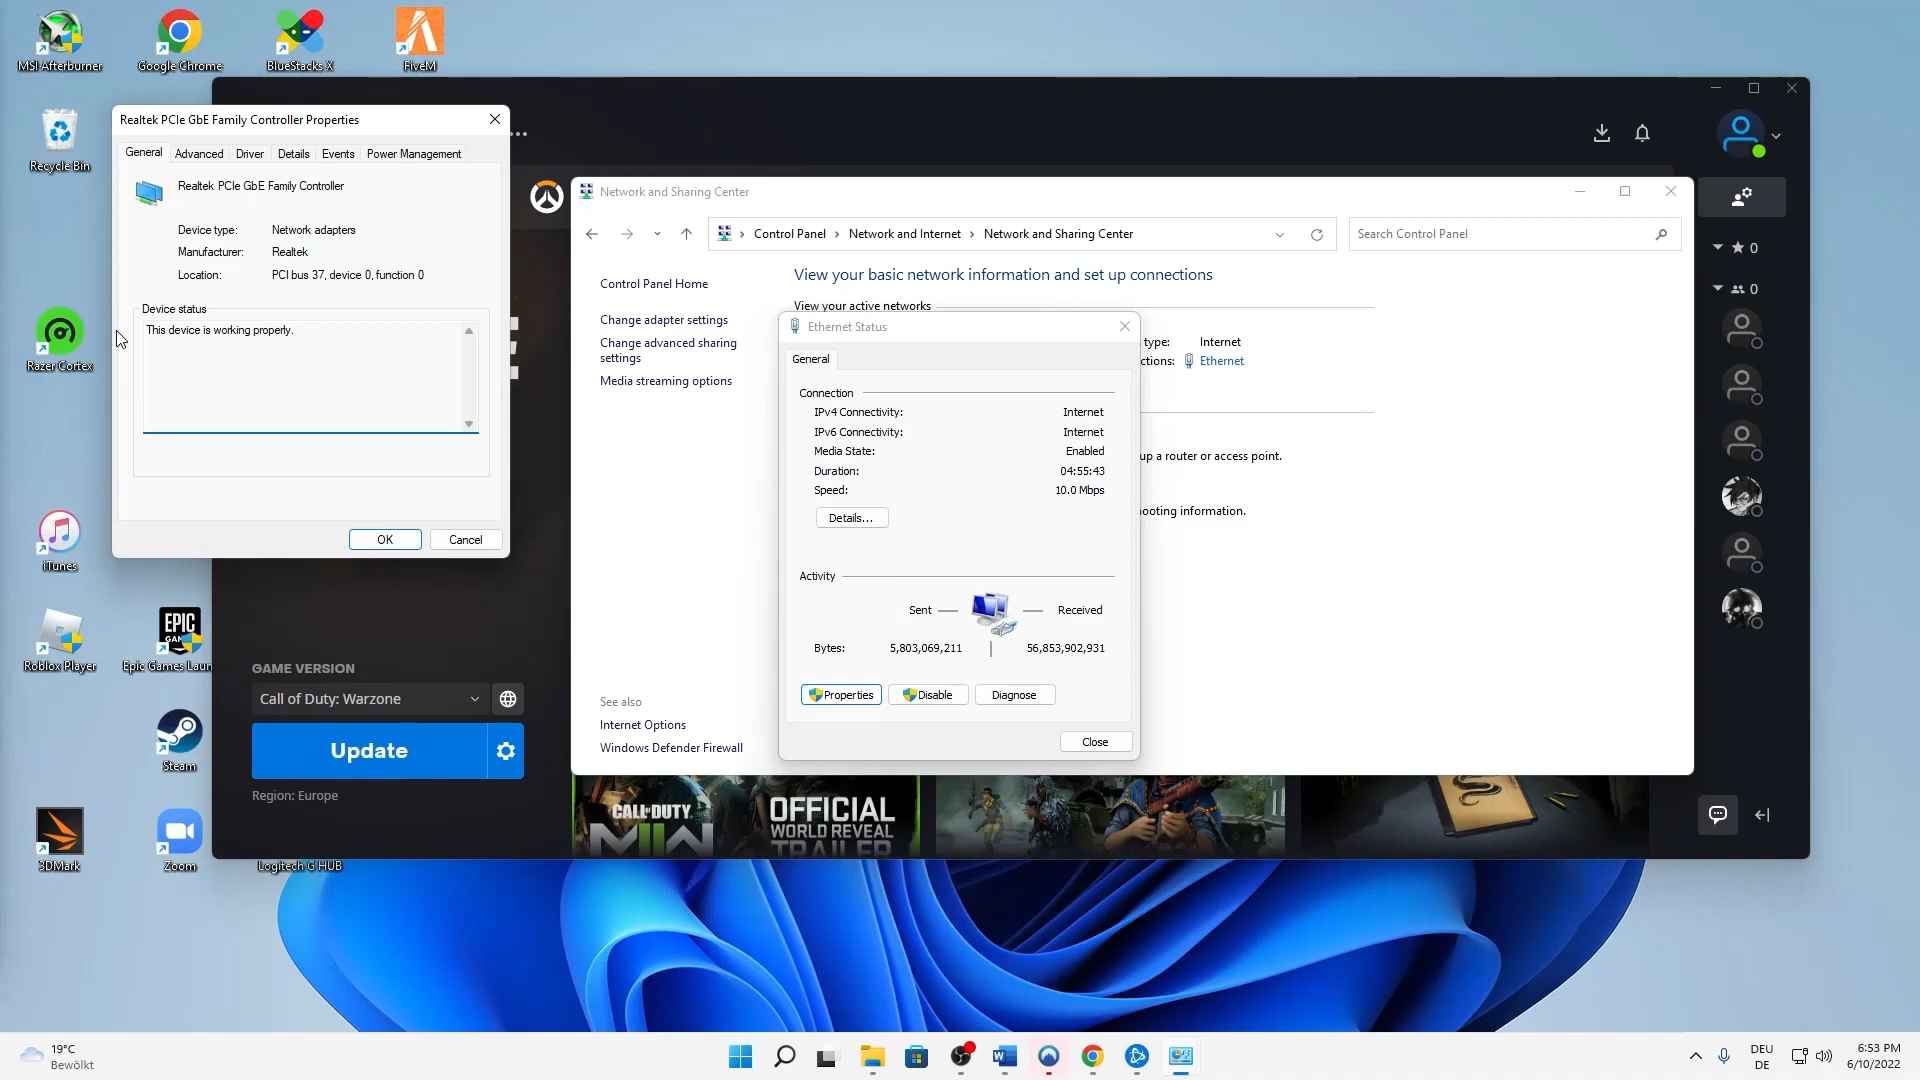 MSI Afterburner
Google Chrome
BlueStacks X
FiveM
Recycle Bin
Razer Cortex
iTunes
Roblox Player
EPIC
Epic Games Laun
Steam
3DMark
Zoom
Logitech G HUB
Realtek PCIe GbE Family Controller Properties
General Advanced Driver Details Events Power Management
Realtek PCIe GbE Family Controller
Device type: Network adapters
Manufacturer: Realtek
Location: PCI bus 37, device 0, function 0
Device status
This device is working properly.
OK Cancel
GAME VERSION
Call of Duty: Warzone
Update
Region: Europe
Network and Sharing Center
Control Panel > Network and Internet > Network and Sharing Center
Search Control Panel
Control Panel Home
Change adapter settings
Change advanced sharing
settings
Media streaming options
See also
Internet Options
Windows Defender Firewall
View your basic network information and set up connections
View your active networks
type: Internet
ctions: Ethernet
up a router or access point.
ooting information.
Ethernet Status
General
Connection
IPv4 Connectivity: Internet
IPv6 Connectivity: Internet
Media State: Enabled
Duration: 04:55:43
Speed: 10.0 Mbps
Details...
Activity
Sent Received
Bytes: 5,803,069,211 56,853,902,931
Properties Disable Diagnose
Close
0
0
CALL OF DUTY
MW
OFFICIAL
WORLD REVEAL
TRAILER
19°C
Bewölkt
DEU
DE
6:53 PM
6/10/2022